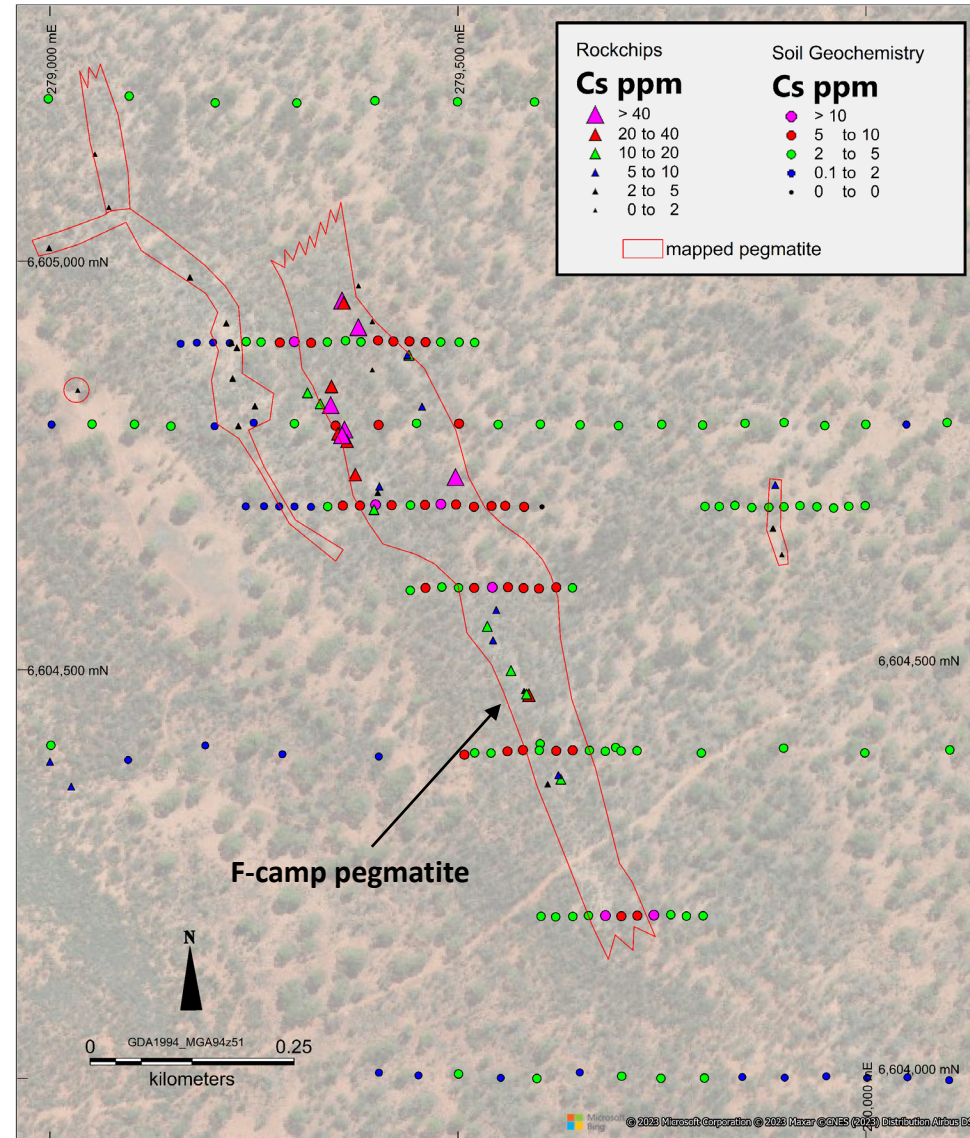 279,000 mE
279,500 mE
Rockchips
Cs ppm
> 40
20 to 40
10 to 20
5 to 10
2 to 5
0 to 2
Soil Geochemistry
Cs ppm
> 10
5 to 10
2 to 5
0.1 to 2
0 to 0
mapped pegmatite
6,605,000 mN
6,604,500 mN
6,604,500 mN
F-camp pegmatite
N
GDA1994_MGA94z51
0 0.25
kilometers
6,604,000 mN
Microsoft
Bing
© 2023 Microsoft Corporation © 2023 Maxar ©CNES (2023) Distribution Airbus